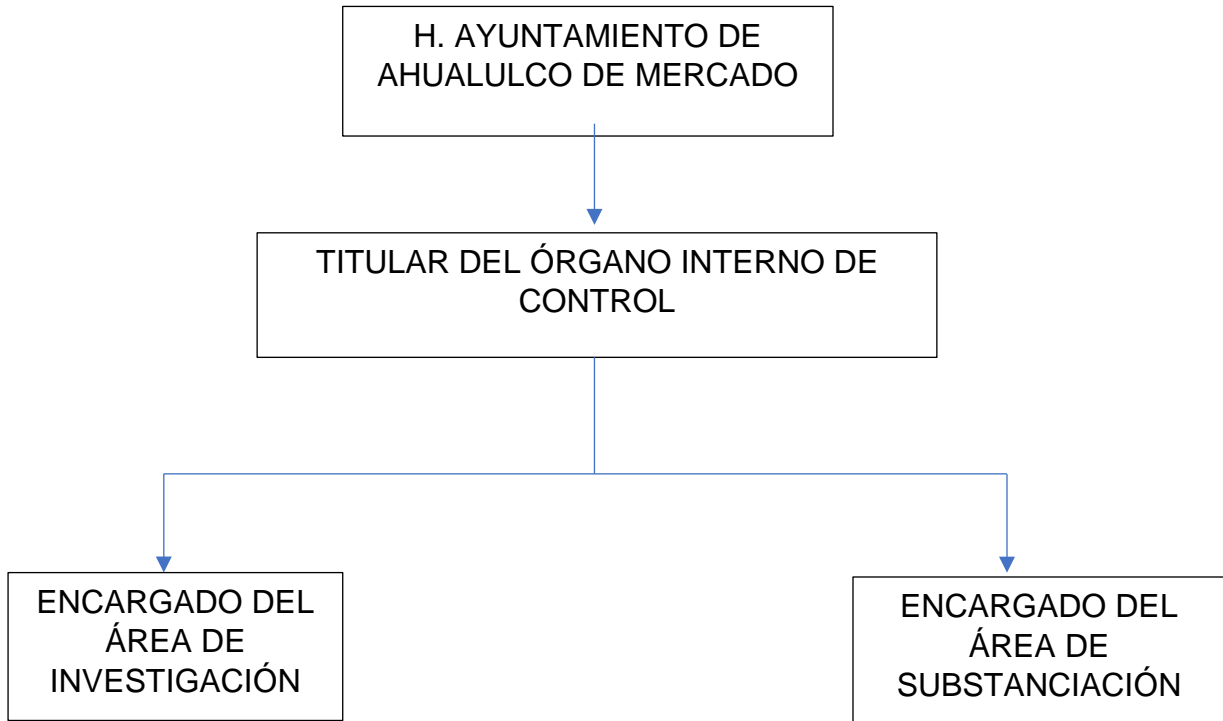 H. AYUNTAMIENTO DE
AHUALULCO DE MERCADO
TITULAR DEL ÓRGANO INTERNO DE
CONTROL
ENCARGADO DEL
ÁREA DE
INVESTIGACIÓN
ENCARGADO DEL
ÁREA DE
SUBSTANCIACIÓN